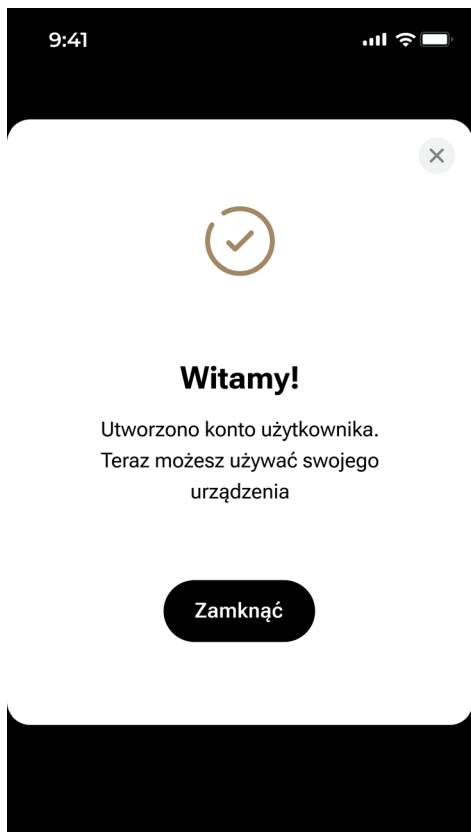 9:41
Witamy!
Utworzono konto użytkownika.
Teraz możesz używać swojego
urządzenia
Zamknąć